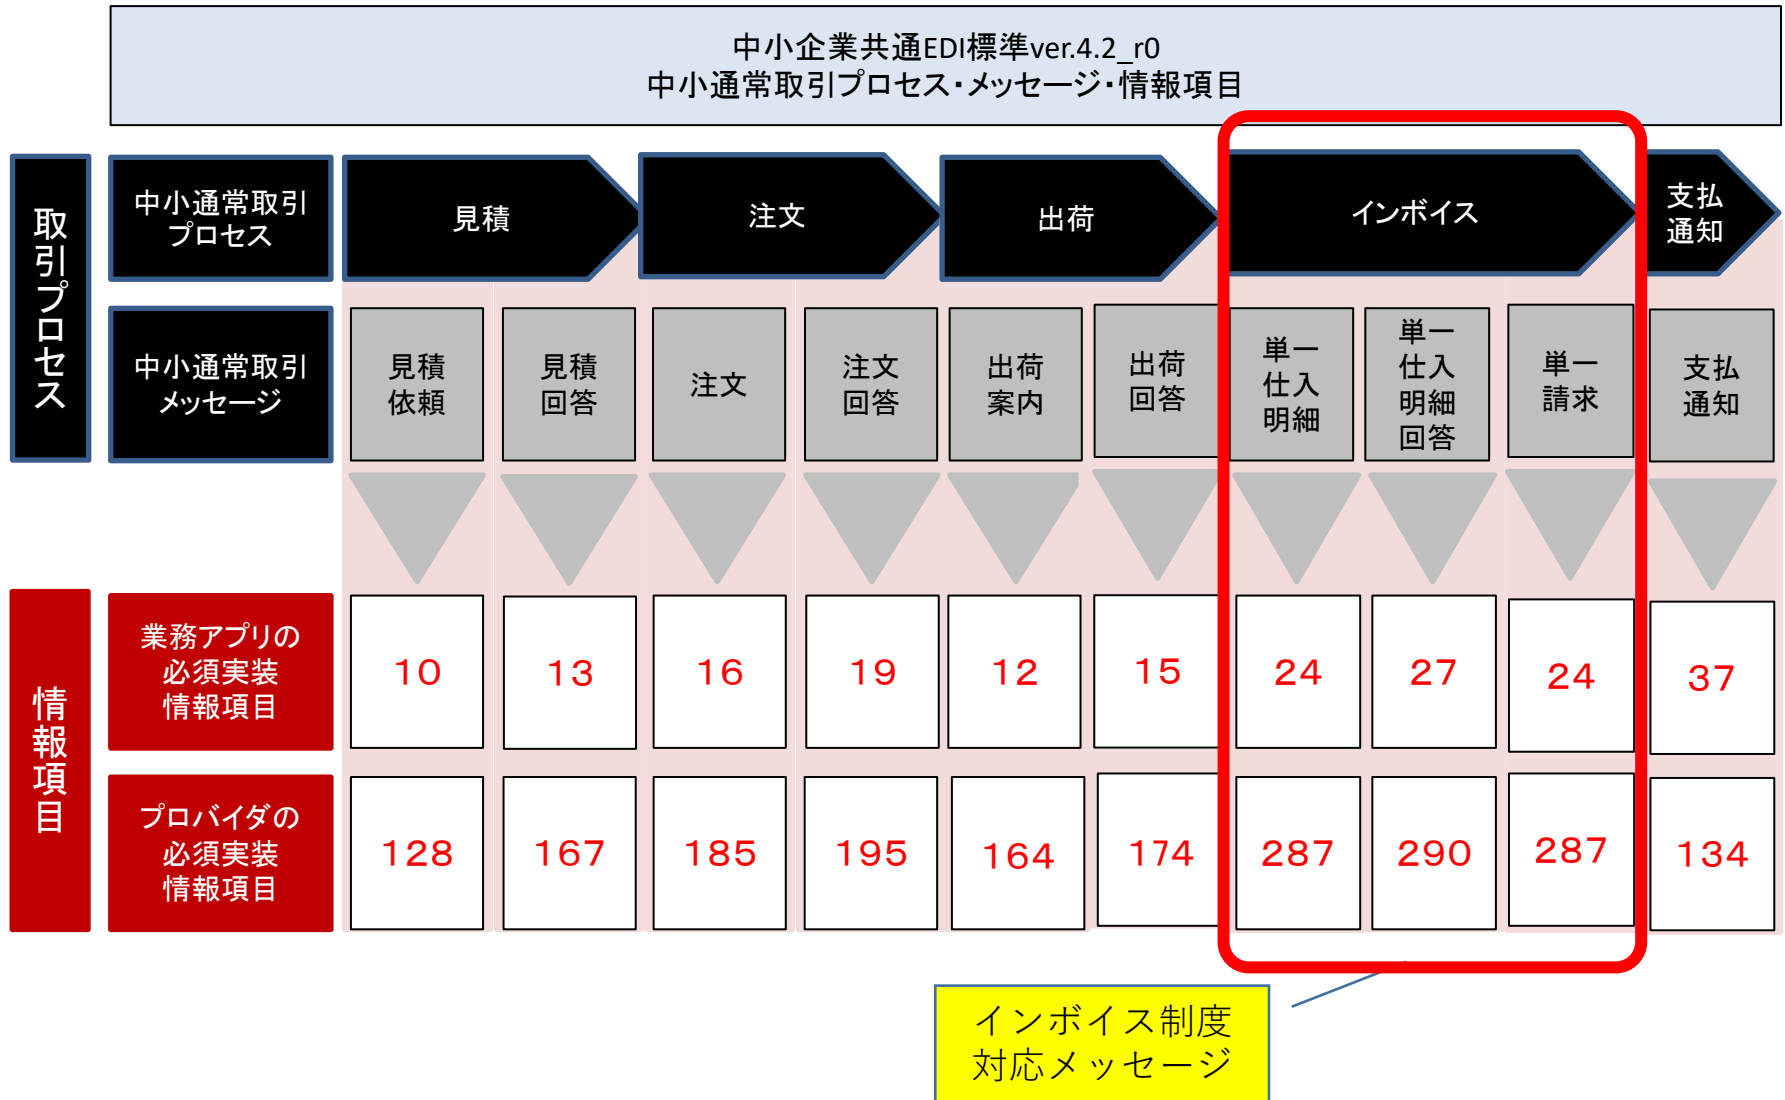 中小企業共通EDI標準ver.4.2_r0
中小通常取引プロセス・メッセージ・情報項目
取引プロセス
中小通常取引
プロセス
見積
注文
出荷
インボイス
支払
通知
中小通常取引
メッセージ
見積
依頼
見積
回答
注文
注文
回答
出荷
案内
出荷
回答
単一
仕入
明細
単一
仕入
明細
回答
単一
請求
支払
通知
情報項目
業務アプリの
必須実装
情報項目
10
13
16
19
12
15
24
27
24
37
プロバイダの
必須実装
情報項目
128
167
185
195
164
174
287
290
287
134
インボイス制度
対応メッセージ